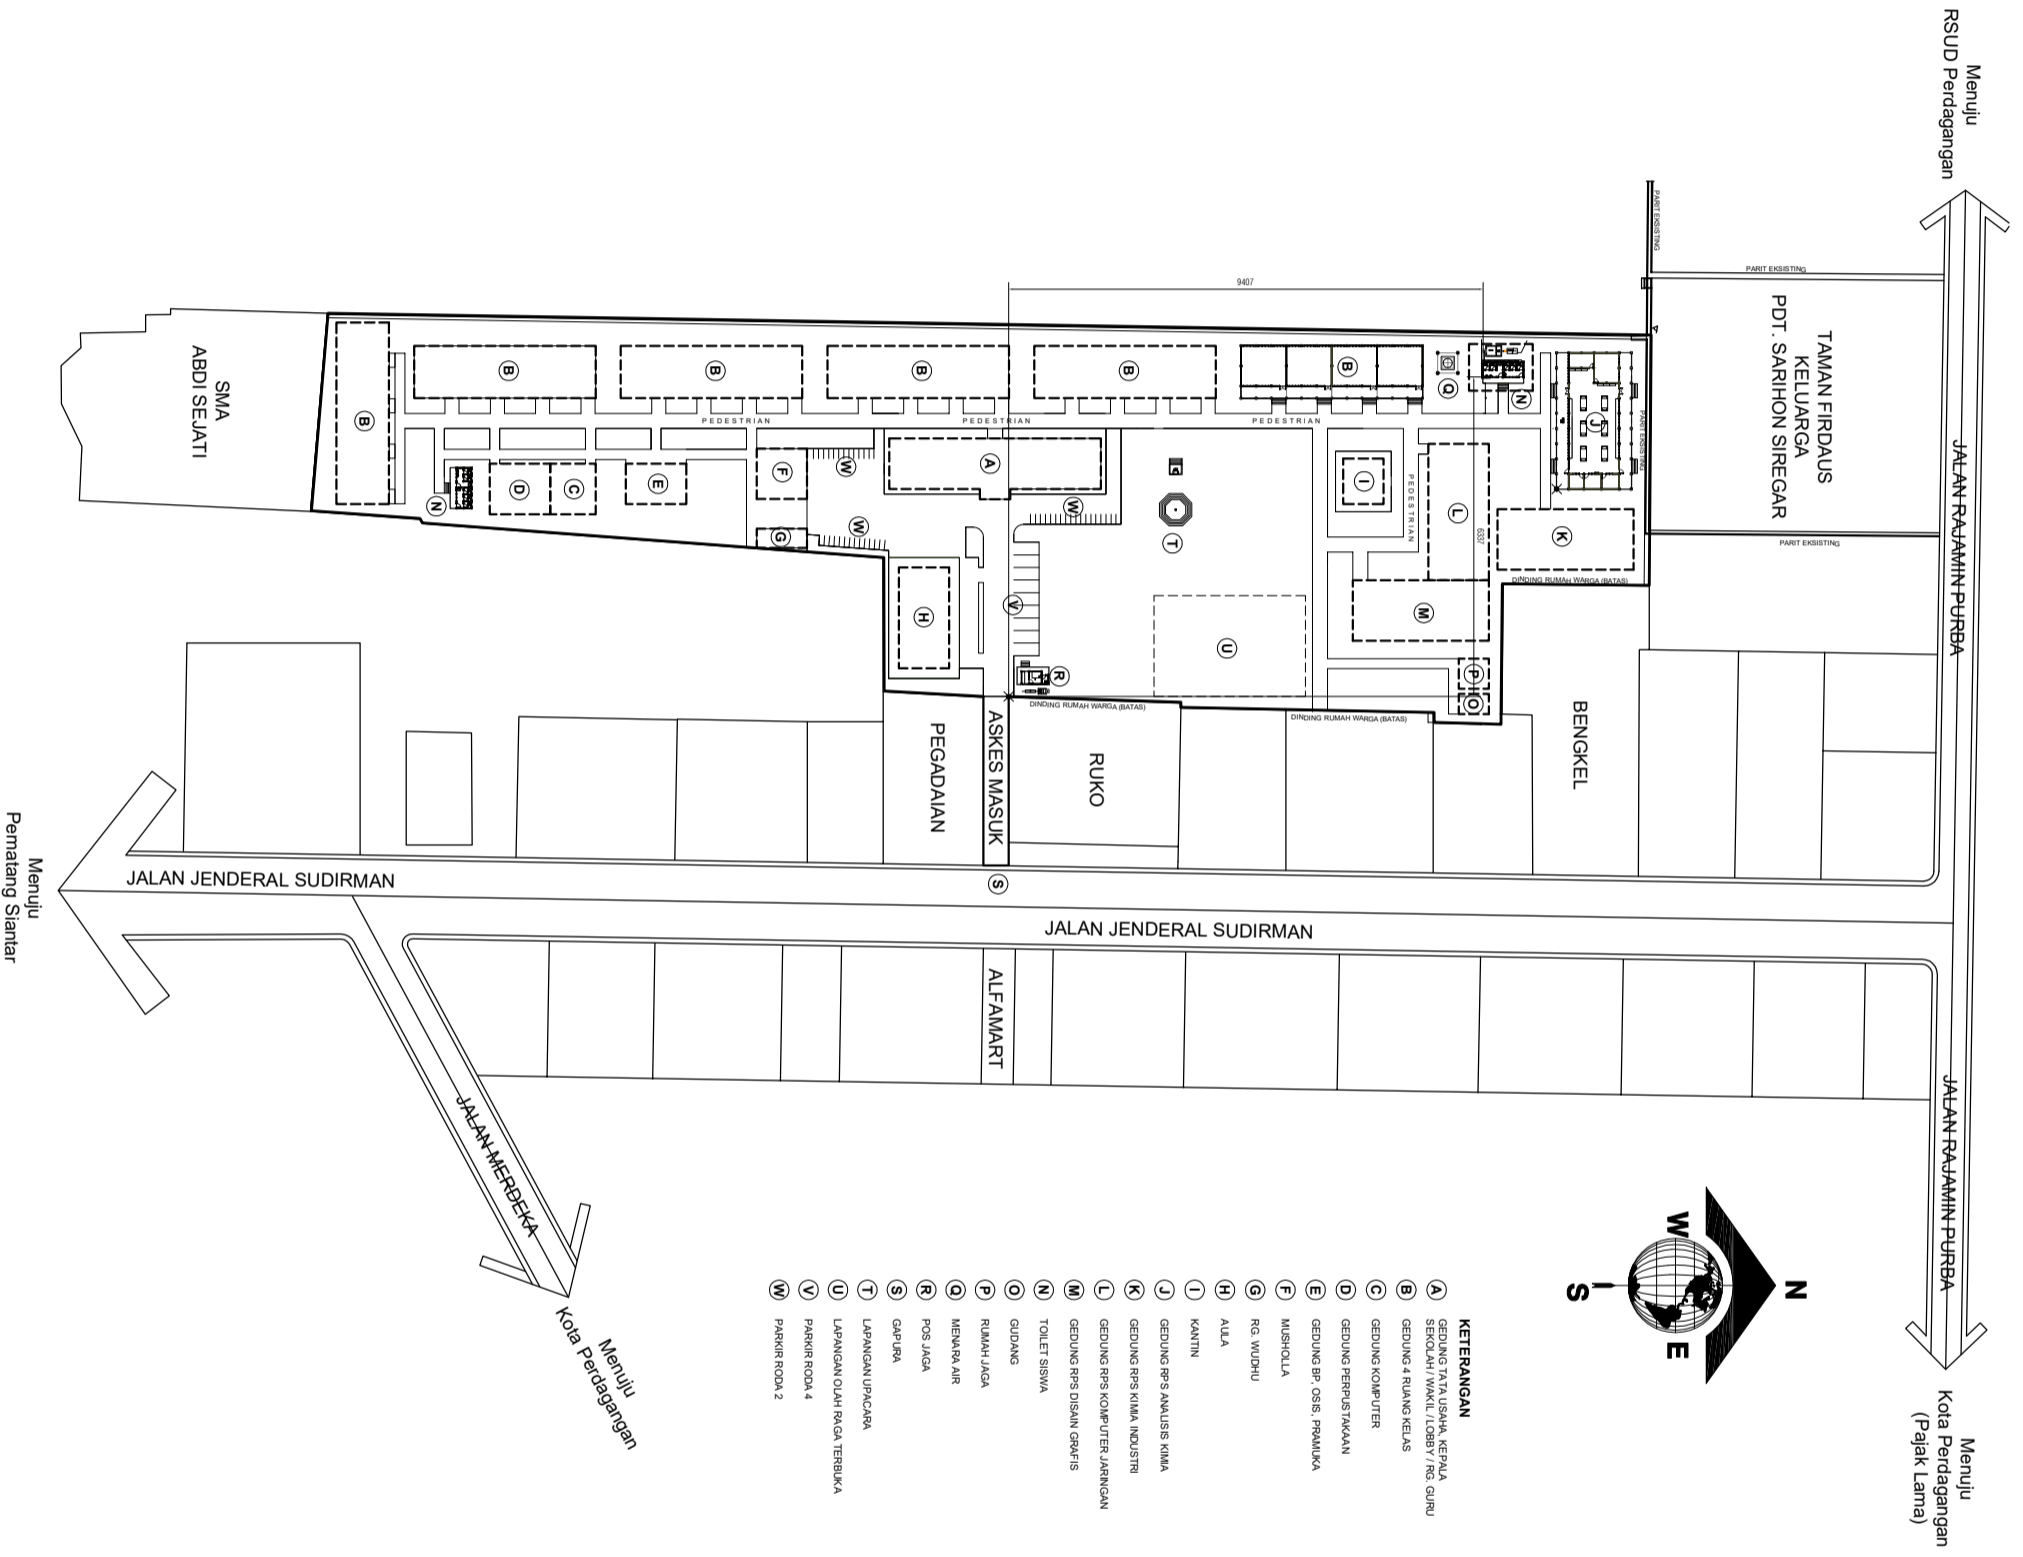 Menuju
RSUD Perdagangan
PARIT EKSISTING
PARIT EKSISTING
TAMAN FIRDAUS
KELUARGA
PDT. SARIHON SIREGAR
PARIT EKSISTING
PARIT EKSISTING
JALAN RAJAMIN PURBA
9407
6337
SMA
ABDI SEJATI
B
B
B
B
B
B
Q
N
J
PEDESTRIAN
PEDESTRIAN
PEDESTRIAN
PEDESTRIAN
N
D
C
E
F
G
W
W
A
W
T
I
L
K
M
H
V
U
R
P
O
DINDING RUMAH WARGA (BATAS)
DINDING RUMAH WARGA (BATAS)
DINDING RUMAH WARGA (BATAS)
PEGADAIAN
ASKES MASUK
RUKO
BENGKEL
S
JALAN JENDERAL SUDIRMAN
JALAN JENDERAL SUDIRMAN
Menuju
Pematang Siantar
ALFAMART
JALAN MERDEKA
Menuju
Kota Perdagangan
JALAN RAJAMIN PURBA
Menuju
Kota Perdagangan
(Pajak Lama)
N
W
E
S
KETERANGAN
A GEDUNG TATA USAHA, KEPALA
SEKOLAH / WAKIL / LOBBY / RG. GURU
B GEDUNG 4 RUANG KELAS
C GEDUNG KOMPUTER
D GEDUNG PERPUSTAKAAN
E GEDUNG BP, OSIS, PRAMUKA
F MUSHOLLA
G RG. WUDHU
H AULA
I KANTIN
J GEDUNG RPS ANALISIS KIMIA
K GEDUNG RPS KIMIA INDUSTRI
L GEDUNG RPS KOMPUTER JARINGAN
M GEDUNG RPS DISAIN GRAFIS
N TOILET SISWA
O GUDANG
P RUMAH JAGA
Q MENARA AIR
R POS JAGA
S GAPURA
T LAPANGAN UPACARA
U LAPANGAN OLAH RAGA TERBUKA
V PARKIR RODA 4
W PARKIR RODA 2